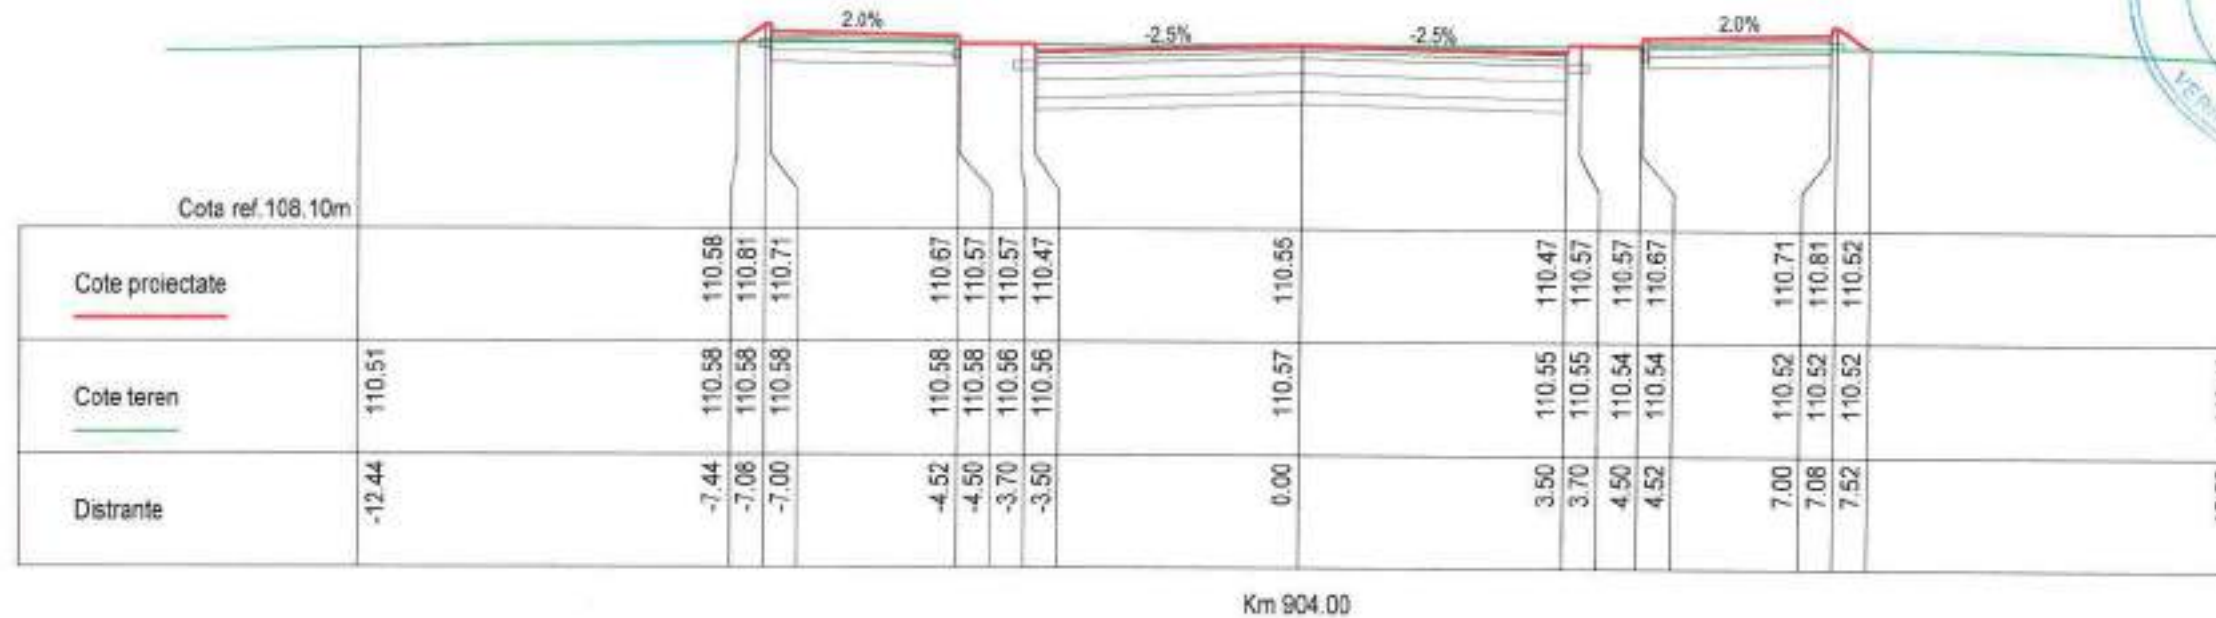 2.0%
-2.5%
-2.5%
2.0%
Cota ref.108.10m
Cote proiectate
110.58 110.81 110.71 110.67 110.57 110.57 110.47 110.55 110.47 110.57 110.57 110.67 110.71 110.81 110.52
Cote teren
110.51 110.58 110.58 110.58 110.58 110.58 110.56 110.56 110.57 110.55 110.55 110.54 110.54 110.52 110.52 110.52
Distrante
-12.44 -7.44 -7.08 -7.00 -4.52 -4.50 -3.70 -3.50 0.00 3.50 3.70 4.50 4.52 7.00 7.08 7.52
Km 904.00